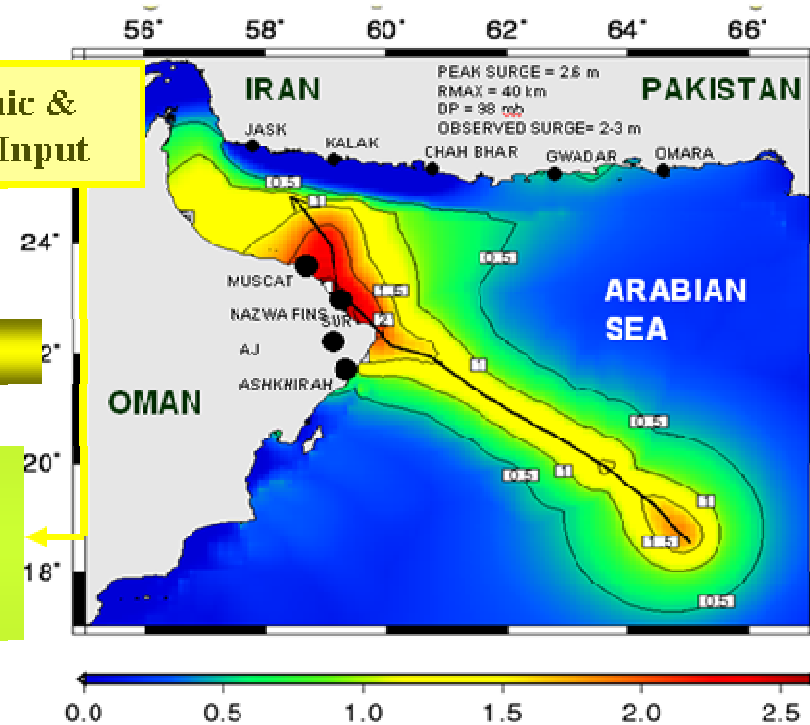 56° 58° 60° 62° 64° 66°
nic &
Input
IRAN
PEAK SURGE = 2.6 m
RMAX = 40 km
DP = 98 mb
OBSERVED SURGE= 2-3 m
PAKISTAN
JASK
KALAK
CHAH BHAR
GWADAR
OMARA
0.5
1
24°
0.5
MUSCAT
ARABIAN
SEA
1.5
NAZWA FINS
SUR
2
2°
AJ
1
ASHKHIRAH
OMAN
0.5
20°
0.5
1
1
1.5
18°
0.5
0.0 0.5 1.0 1.5 2.0 2.5